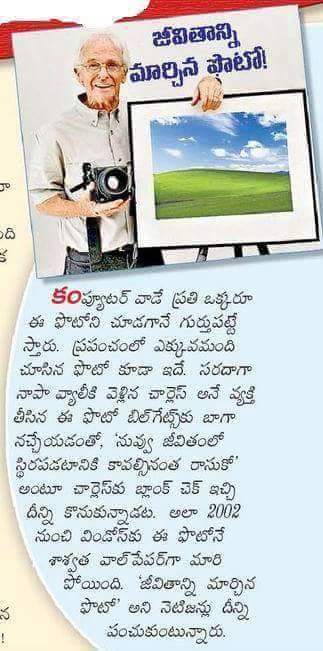 జీవితాన్ని
మార్చిన ఫొటో!
కంప్యూటర్ వాడే ప్రతి ఒక్కరూ
ఈ ఫొటోని చూడగానే గుర్తుపట్టే
స్తారు. ప్రపంచంలో ఎక్కువమంది
చూసిన ఫొటో కూడా ఇదే. సరదాగా
నాపా వ్యాలీకి వెళ్లిన చార్లెస్ అనే వ్యక్తి
తీసిన ఈ ఫొటో బిల్‌గేట్స్‌కు బాగా
నచ్చేయడంతో, 'నువ్వు జీవితంలో
స్థిరపడటానికి కావల్సినంత రాసుకో'
అంటూ చార్లెస్‌కు బ్లాంక్ చెక్ ఇచ్చి
దీన్ని కొనుకున్నాడట. అలా 2002
నుంచి విండోస్‌కు ఈ ఫొటోనే
శాశ్వత వాల్‌పేపర్‌గా మారి
పోయింది. 'జీవితాన్ని మార్చిన
ఫొటో' అని నెటిజన్లు దీన్ని
పంచుకుంటున్నారు.